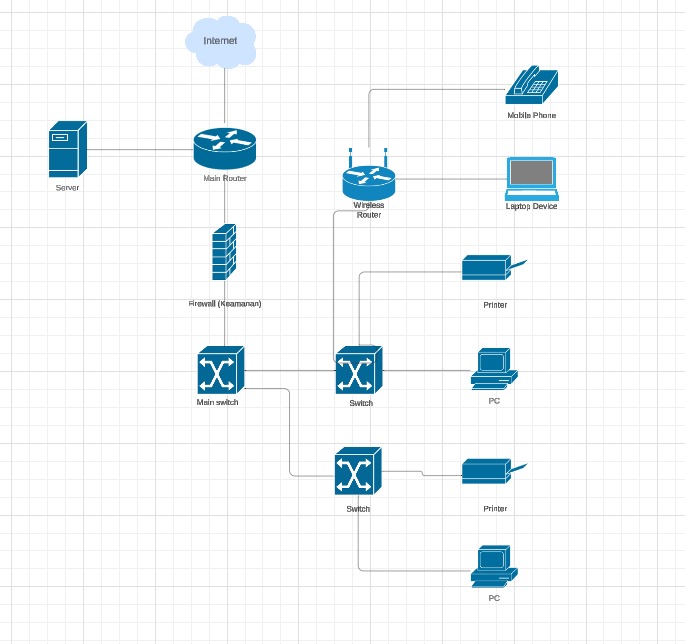 Internet
Mobile Phone
Main Router
Server
Wireless
Router
Laptop Device
Firewall (Keamanan)
Printer
Main switch
Switch
PC
Switch
Printer
PC